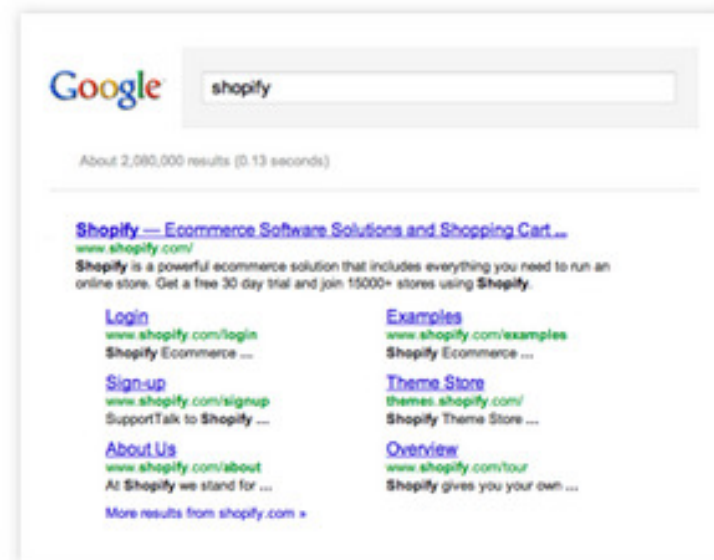 Google
shopify
About 2,080,000 results (0.13 seconds)
Shopify — Ecommerce Software Solutions and Shopping Cart ...
www.shopify.com/
Shopify is a powerful ecommerce solution that includes everything you need to run an
online store. Get a free 30 day trial and join 15000+ stores using Shopify.
Login
www.shopify.com/login
Shopify Ecommerce ...
Examples
www.shopify.com/examples
Shopify Ecommerce ...
Sign-up
www.shopify.com/signup
SupportTalk to Shopify ...
Theme Store
themes.shopify.com/
Shopify Theme Store ...
About Us
www.shopify.com/about
At Shopify we stand for ...
Overview
www.shopify.com/tour
Shopify gives you your own ...
More results from shopify.com »